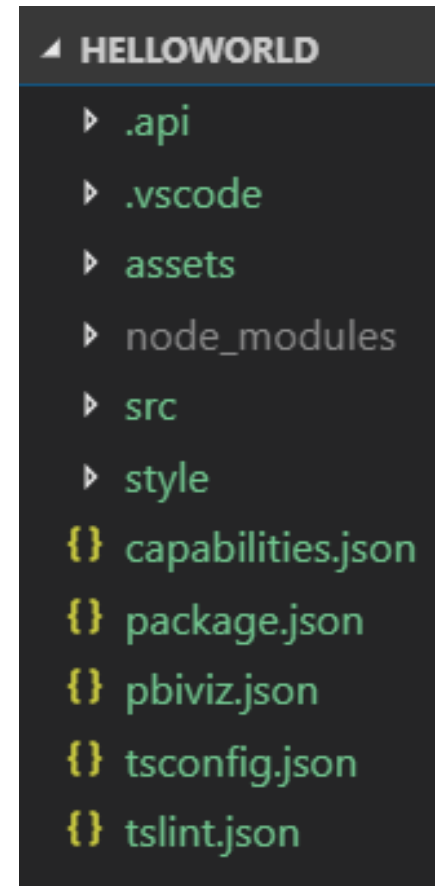 HELLOWORLD
.api
.vscode
assets
node_modules
src
style
{} capabilities.json
{} package.json
{} pbiviz.json
{} tsconfig.json
{} tslint.json